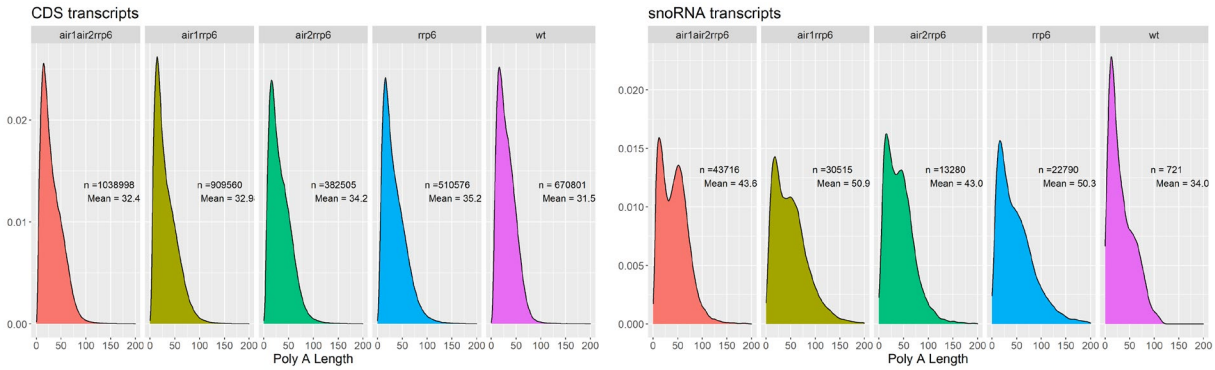 CDS transcripts
air1air2rrp6 air1rrp6 air2rrp6 rrp6 wt
0.02
0.01
0.00
n =1038998
Mean = 32.4
n =909560
Mean = 32.9
n =382505
Mean = 34.2
n =510576
Mean = 35.2
n = 670801
Mean = 31.5
0 50 100 150 200 0 50 100 150 200 0 50 100 150 200 0 50 100 150 200 0 50 100 150 200
Poly A Length
snoRNA transcripts
air1air2rrp6 air1rrp6 air2rrp6 rrp6 wt
0.020
0.015
0.010
0.005
0.000
n =43716
Mean = 43.6
n =30515
Mean = 50.9
n =13280
Mean = 43.0
n =22790
Mean = 50.3
n = 721
Mean = 34.0
0 50 100 150 200 0 50 100 150 200 0 50 100 150 200 0 50 100 150 200 0 50 100 150 200
Poly A Length